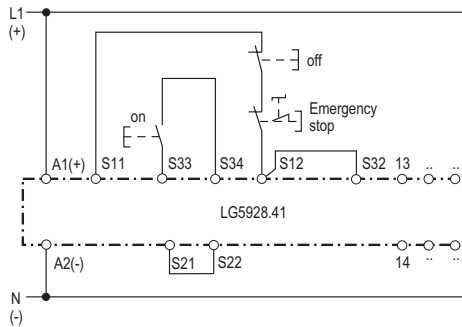 L1
(+)
off
on
Emergency
stop
A1(+) S11 S33 S34 S12 S32 13 .. ..
LG5928.41
A2(-) S21 S22 14 .. ..
N
(-)